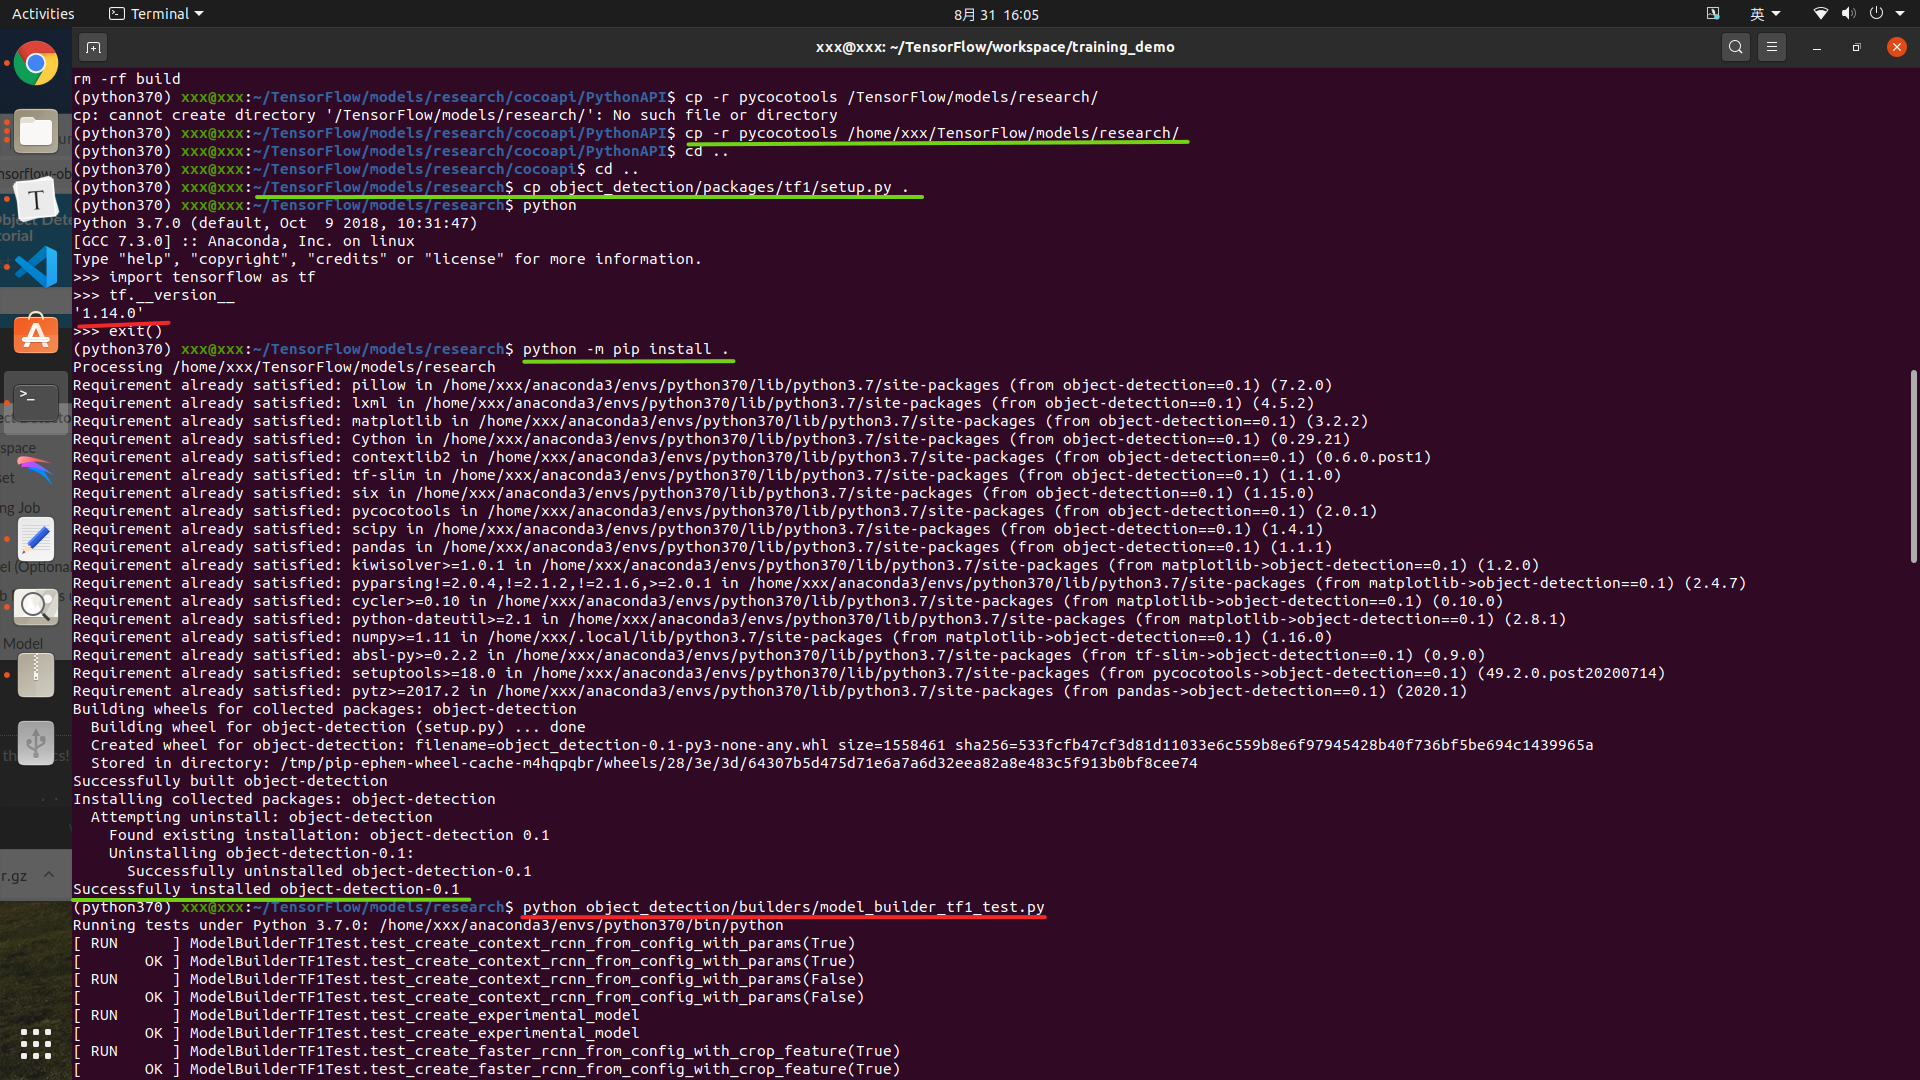 Activities
Terminal
8月 31 16:05
英
xxx@xxx: ~/TensorFlow/workspace/training_demo
rm -rf build
(python370) xxx@xxx:~/TensorFlow/models/research/cocoapi/PythonAPI$ cp -r pycocotools /TensorFlow/models/research/
cp: cannot create directory '/TensorFlow/models/research/': No such file or directory
(python370) xxx@xxx:~/TensorFlow/models/research/cocoapi/PythonAPI$ cp -r pycocotools /home/xxx/TensorFlow/models/research/
(python370) xxx@xxx:~/TensorFlow/models/research/cocoapi/PythonAPI$ cd ..
(python370) xxx@xxx:~/TensorFlow/models/research/cocoapi$ cd ..
(python370) xxx@xxx:~/TensorFlow/models/research$ cp object_detection/packages/tf1/setup.py .
(python370) xxx@xxx:~/TensorFlow/models/research$ python
Python 3.7.0 (default, Oct  9 2018, 10:31:47)
[GCC 7.3.0] :: Anaconda, Inc. on linux
Type "help", "copyright", "credits" or "license" for more information.
>>> import tensorflow as tf
>>> tf.__version__
'1.14.0'
>>> exit()
(python370) xxx@xxx:~/TensorFlow/models/research$ python -m pip install .
Processing /home/xxx/TensorFlow/models/research
Requirement already satisfied: pillow in /home/xxx/anaconda3/envs/python370/lib/python3.7/site-packages (from object-detection==0.1) (7.2.0)
Requirement already satisfied: lxml in /home/xxx/anaconda3/envs/python370/lib/python3.7/site-packages (from object-detection==0.1) (4.5.2)
Requirement already satisfied: matplotlib in /home/xxx/anaconda3/envs/python370/lib/python3.7/site-packages (from object-detection==0.1) (3.2.2)
Requirement already satisfied: Cython in /home/xxx/anaconda3/envs/python370/lib/python3.7/site-packages (from object-detection==0.1) (0.29.21)
Requirement already satisfied: contextlib2 in /home/xxx/anaconda3/envs/python370/lib/python3.7/site-packages (from object-detection==0.1) (0.6.0.post1)
Requirement already satisfied: tf-slim in /home/xxx/anaconda3/envs/python370/lib/python3.7/site-packages (from object-detection==0.1) (1.1.0)
Requirement already satisfied: six in /home/xxx/anaconda3/envs/python370/lib/python3.7/site-packages (from object-detection==0.1) (1.15.0)
Requirement already satisfied: pycocotools in /home/xxx/anaconda3/envs/python370/lib/python3.7/site-packages (from object-detection==0.1) (2.0.1)
Requirement already satisfied: scipy in /home/xxx/anaconda3/envs/python370/lib/python3.7/site-packages (from object-detection==0.1) (1.4.1)
Requirement already satisfied: pandas in /home/xxx/anaconda3/envs/python370/lib/python3.7/site-packages (from object-detection==0.1) (1.1.1)
Requirement already satisfied: kiwisolver>=1.0.1 in /home/xxx/anaconda3/envs/python370/lib/python3.7/site-packages (from matplotlib->object-detection==0.1) (1.2.0)
Requirement already satisfied: pyparsing!=2.0.4,!=2.1.2,!=2.1.6,>=2.0.1 in /home/xxx/anaconda3/envs/python370/lib/python3.7/site-packages (from matplotlib->object-detection==0.1) (2.4.7)
Requirement already satisfied: cycler>=0.10 in /home/xxx/anaconda3/envs/python370/lib/python3.7/site-packages (from matplotlib->object-detection==0.1) (0.10.0)
Requirement already satisfied: python-dateutil>=2.1 in /home/xxx/anaconda3/envs/python370/lib/python3.7/site-packages (from matplotlib->object-detection==0.1) (2.8.1)
Requirement already satisfied: numpy>=1.11 in /home/xxx/.local/lib/python3.7/site-packages (from matplotlib->object-detection==0.1) (1.16.0)
Requirement already satisfied: absl-py>=0.2.2 in /home/xxx/anaconda3/envs/python370/lib/python3.7/site-packages (from tf-slim->object-detection==0.1) (0.9.0)
Requirement already satisfied: setuptools>=18.0 in /home/xxx/anaconda3/envs/python370/lib/python3.7/site-packages (from pycocotools->object-detection==0.1) (49.2.0.post20200714)
Requirement already satisfied: pytz>=2017.2 in /home/xxx/anaconda3/envs/python370/lib/python3.7/site-packages (from pandas->object-detection==0.1) (2020.1)
Building wheels for collected packages: object-detection
  Building wheel for object-detection (setup.py) ... done
  Created wheel for object-detection: filename=object_detection-0.1-py3-none-any.whl size=1558461 sha256=533fcfb47cf3d81d11033e6c559b8e6f97945428b40f736bf5be694c1439965a
  Stored in directory: /tmp/pip-ephem-wheel-cache-m4hqpqbr/wheels/28/3e/3d/64307b5d475d71e6a7a6d32eea82a8e483c5f913b0bf8cee74
Successfully built object-detection
Installing collected packages: object-detection
  Attempting uninstall: object-detection
    Found existing installation: object-detection 0.1
    Uninstalling object-detection-0.1:
      Successfully uninstalled object-detection-0.1
Successfully installed object-detection-0.1
(python370) xxx@xxx:~/TensorFlow/models/research$ python object_detection/builders/model_builder_tf1_test.py
Running tests under Python 3.7.0: /home/xxx/anaconda3/envs/python370/bin/python
[ RUN      ] ModelBuilderTF1Test.test_create_context_rcnn_from_config_with_params(True)
[       OK ] ModelBuilderTF1Test.test_create_context_rcnn_from_config_with_params(True)
[ RUN      ] ModelBuilderTF1Test.test_create_context_rcnn_from_config_with_params(False)
[       OK ] ModelBuilderTF1Test.test_create_context_rcnn_from_config_with_params(False)
[ RUN      ] ModelBuilderTF1Test.test_create_experimental_model
[       OK ] ModelBuilderTF1Test.test_create_experimental_model
[ RUN      ] ModelBuilderTF1Test.test_create_faster_rcnn_from_config_with_crop_feature(True)
[       OK ] ModelBuilderTF1Test.test_create_faster_rcnn_from_config_with_crop_feature(True)
nsorflow-ob
T
bject Dete
torial
space
set
ng Job
el (Optiona
Model
r.gz